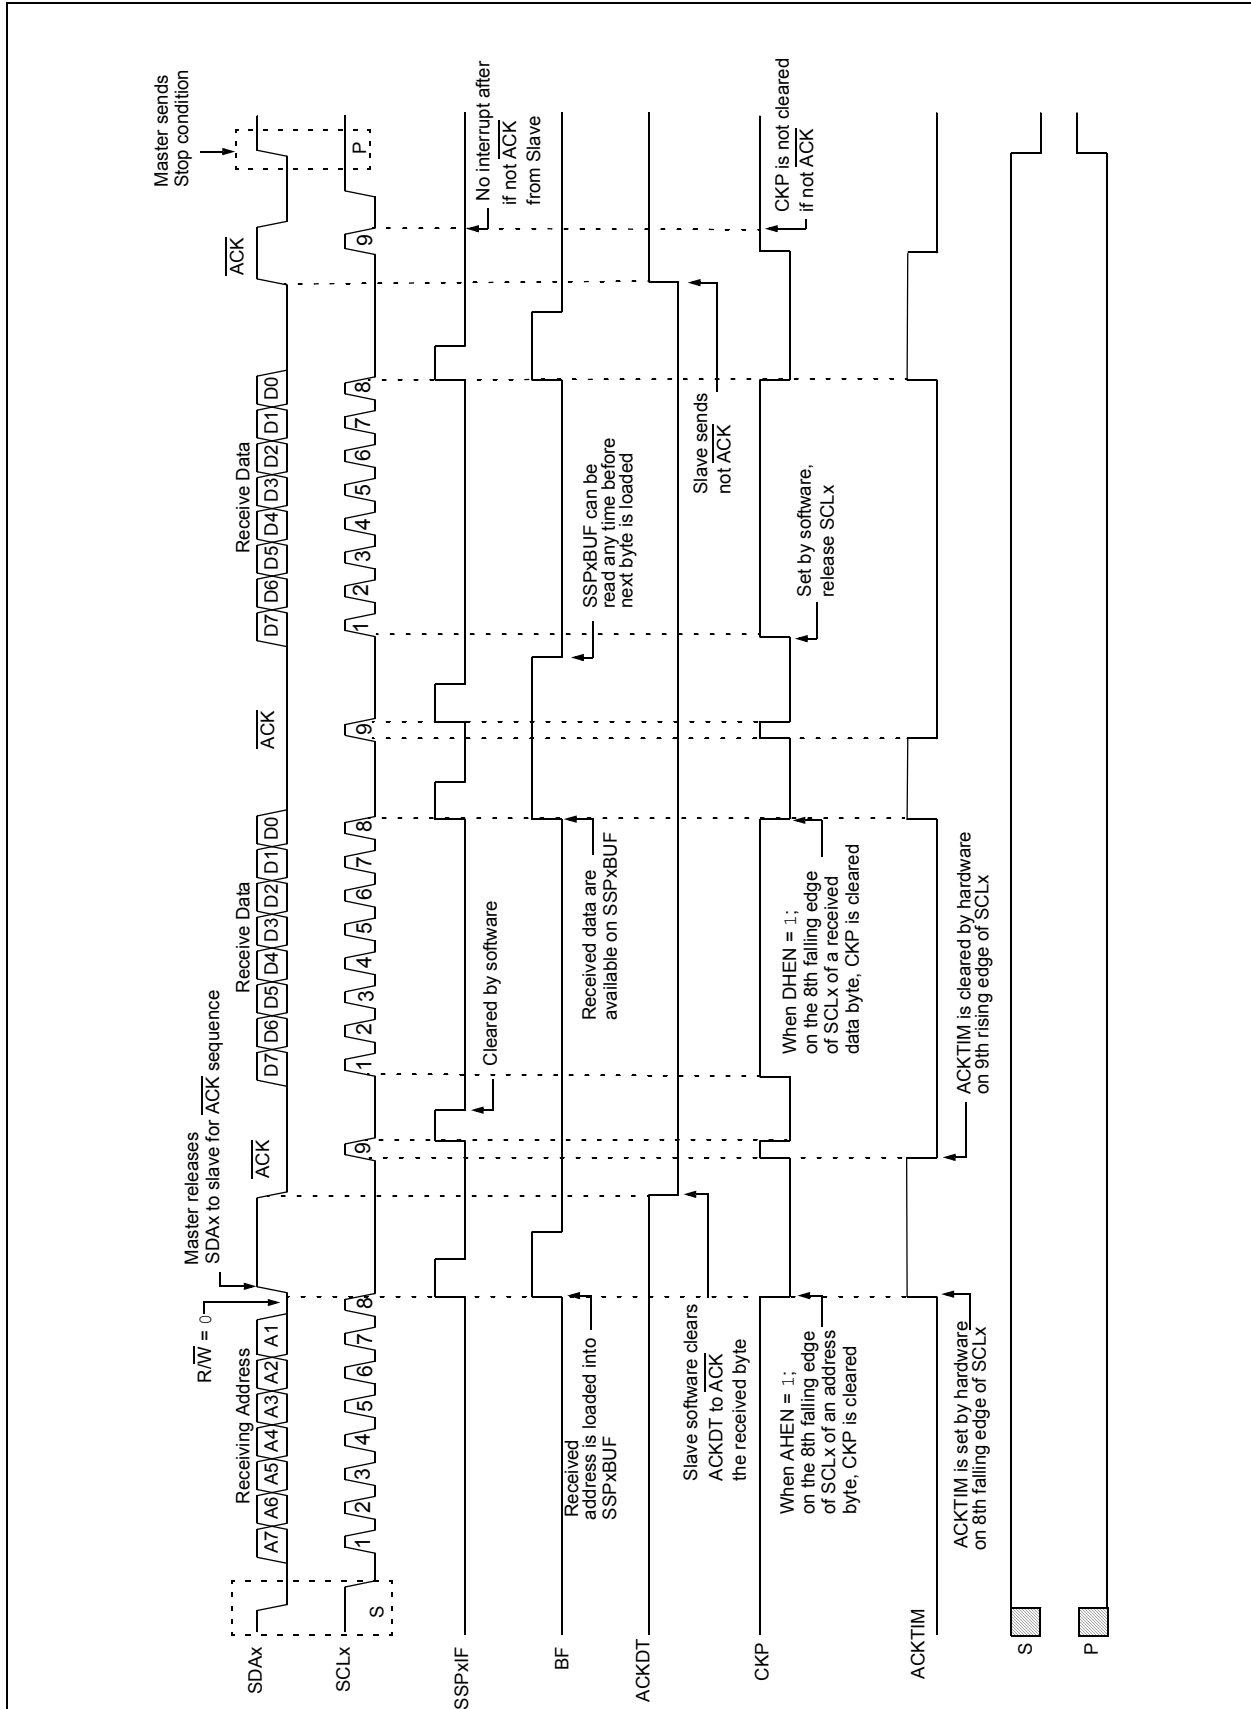 Master sends
Stop condition
Master releases
SDAx to slave for ACK sequence
R/W = 0
Receiving Address
Receive Data
Receive Data
ACK
ACK
ACK
SDAx
A7 A6 A5 A4 A3 A2 A1
D7 D6 D5 D4 D3 D2 D1 D0
D7 D6 D5 D4 D3 D2 D1 D0
SCLx
S
1 2 3 4 5 6 7 8 9
1 2 3 4 5 6 7 8 9
1 2 3 4 5 6 7 8 9
P
SSPxIF
Cleared by software
No interrupt after
if not ACK
from Slave
BF
Received
address is loaded into
SSPxBUF
Received data are
available on SSPxBUF
SSPxBUF can be
read any time before
next byte is loaded
ACKDT
Slave software clears
ACKDT to ACK
the received byte
Slave sends
not ACK
CKP
When AHEN = 1;
on the 8th falling edge
of SCLx of an address
byte, CKP is cleared
When DHEN = 1;
on the 8th falling edge
of SCLx of a received
data byte, CKP is cleared
Set by software,
release SCLx
CKP is not cleared
if not ACK
ACKTIM
ACKTIM is set by hardware
on 8th falling edge of SCLx
ACKTIM is cleared by hardware
on 9th rising edge of SCLx
S
P